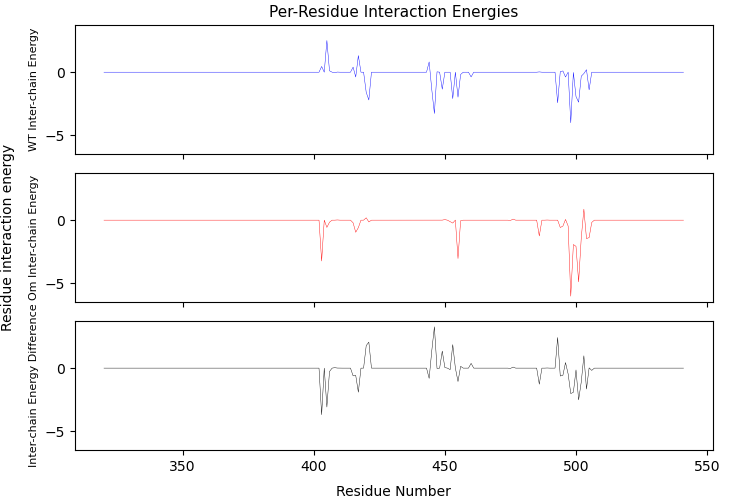 Per-Residue Interaction Energies
Residue interaction energy
WT Inter-chain Energy
0
−5
Om Inter-chain Energy
0
−5
Inter-chain Energy Difference
0
−5
350
400
450
500
550
Residue Number